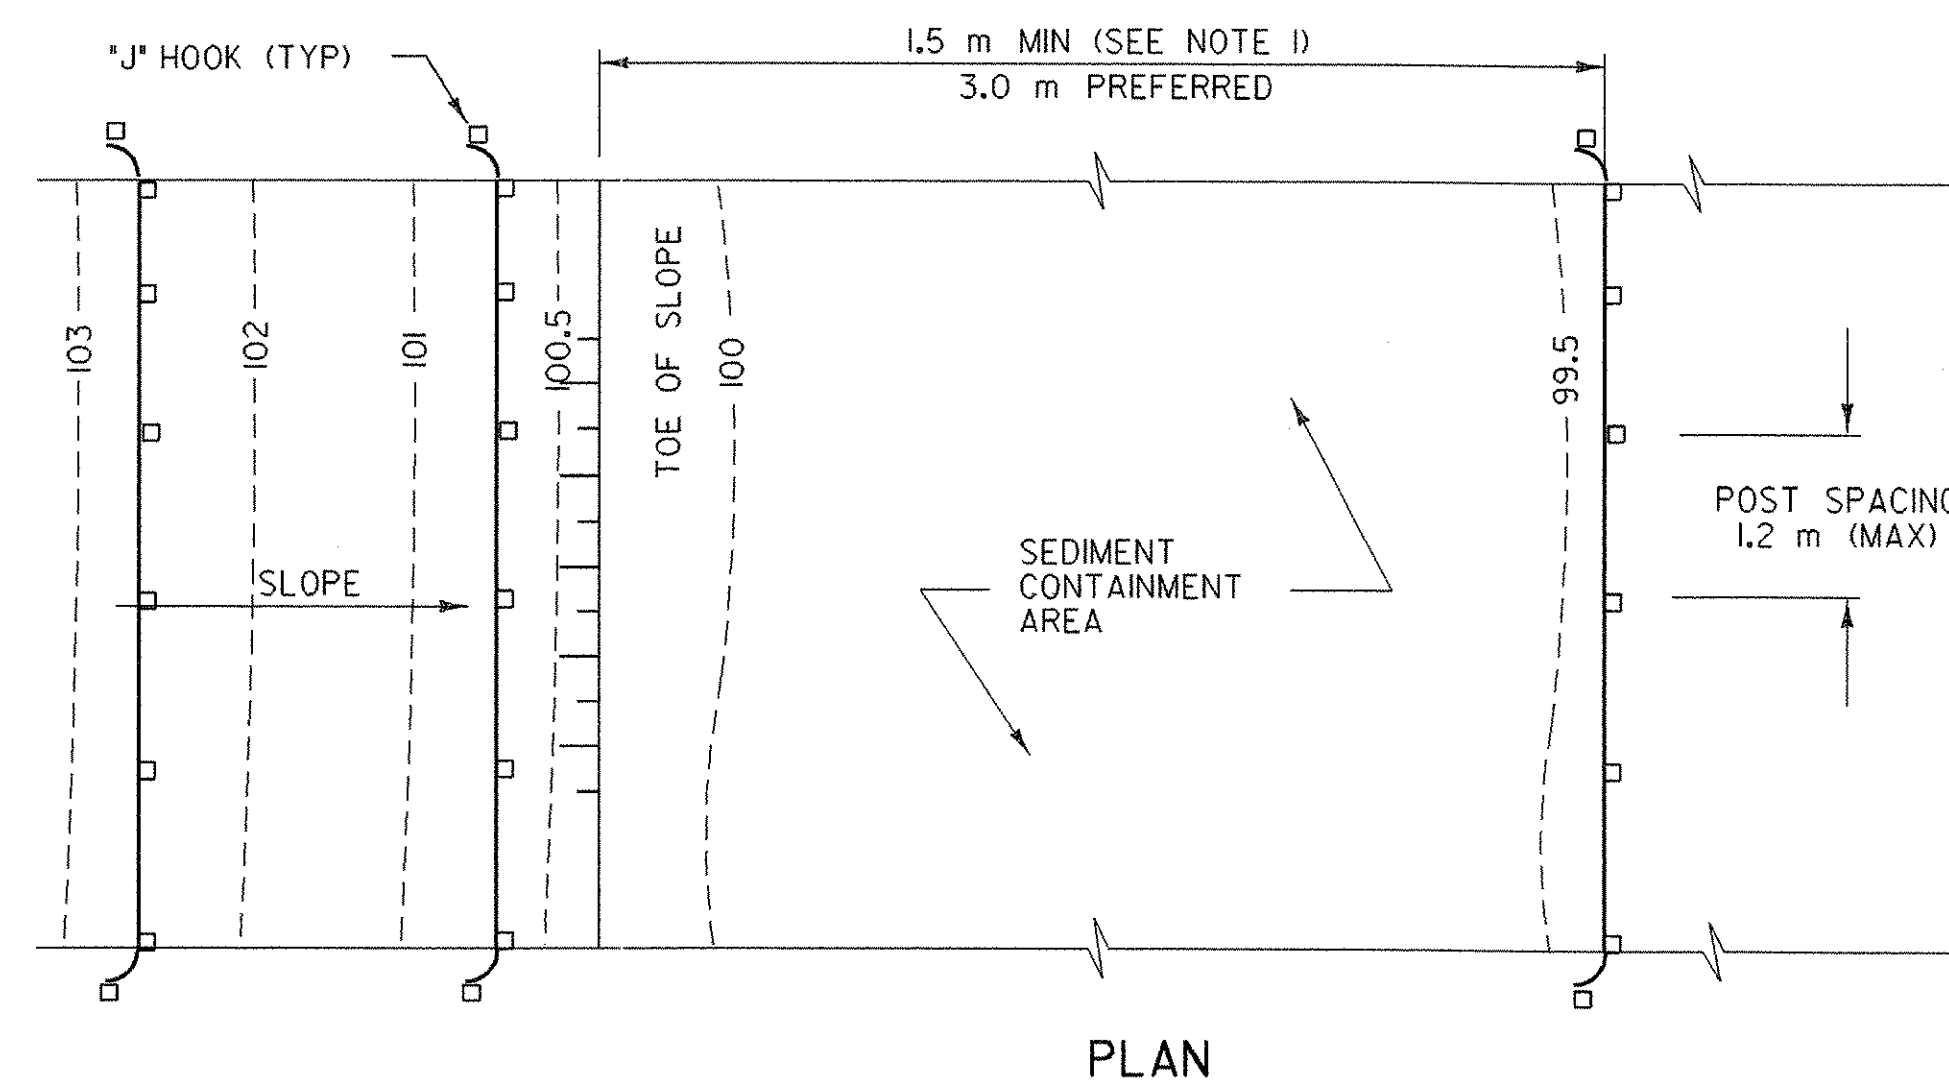 "J" HOOK (TYP)
1.5 m MIN (SEE NOTE 1)
3.0 m PREFERRED
103
102
101
100.5
TOE OF SLOPE
100
99.5
SLOPE
SEDIMENT
CONTAINMENT
AREA
POST SPACING
1.2 m (MAX)
PLAN